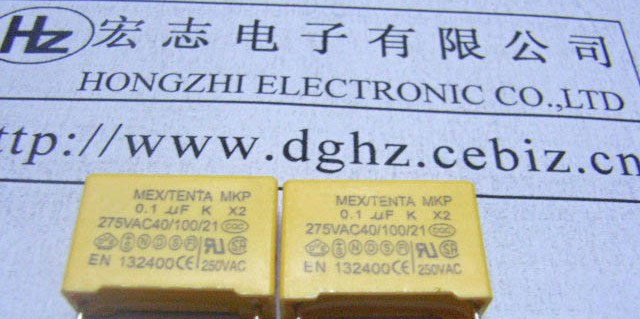 Hz 宏志电子有限公司
HONGZHI ELECTRONIC CO.,LTD
ttp://www.dghz.cebiz.cn
MEX/TENTA MKP
0.1 μF K X2
275VAC40/100/21 CQC
N D S
EN 132400 CE 250VAC
MEX/TENTA MKP
0.1 μF K X2
275VAC40/100/21 CQC
N D S
EN 132400 CE 250VAC